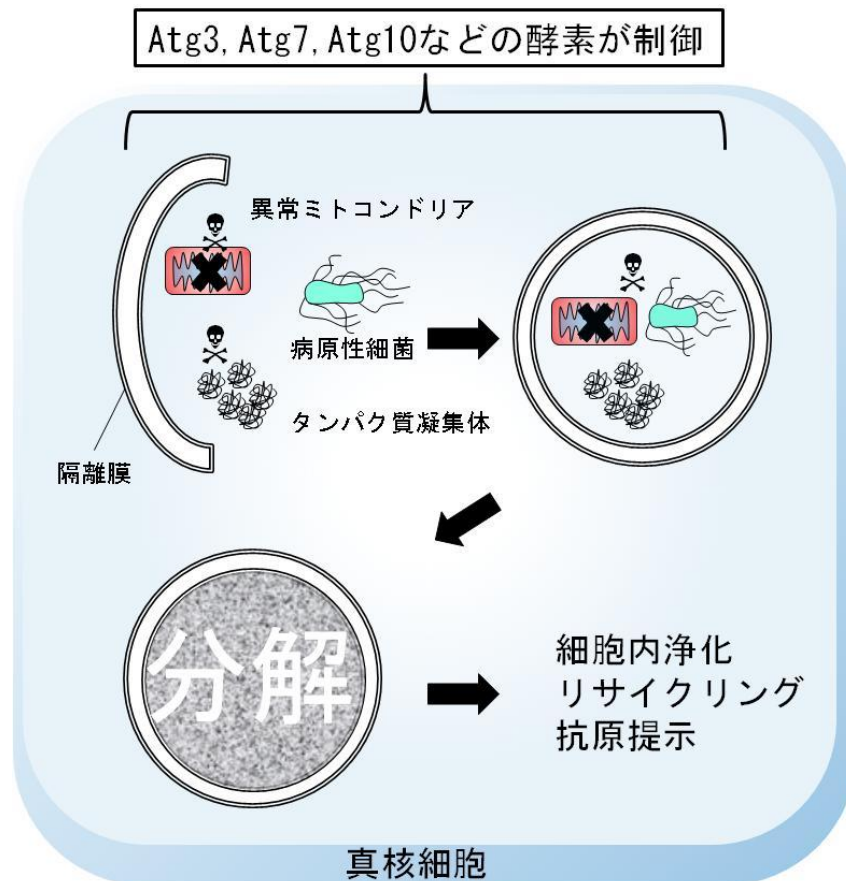 Atg3, Atg7, Atg10などの酵素が制御
異常ミトコンドリア
病原性細菌
タンパク質凝集体
隔離膜
分解
細胞内浄化
リサイクリング
抗原提示
真核細胞